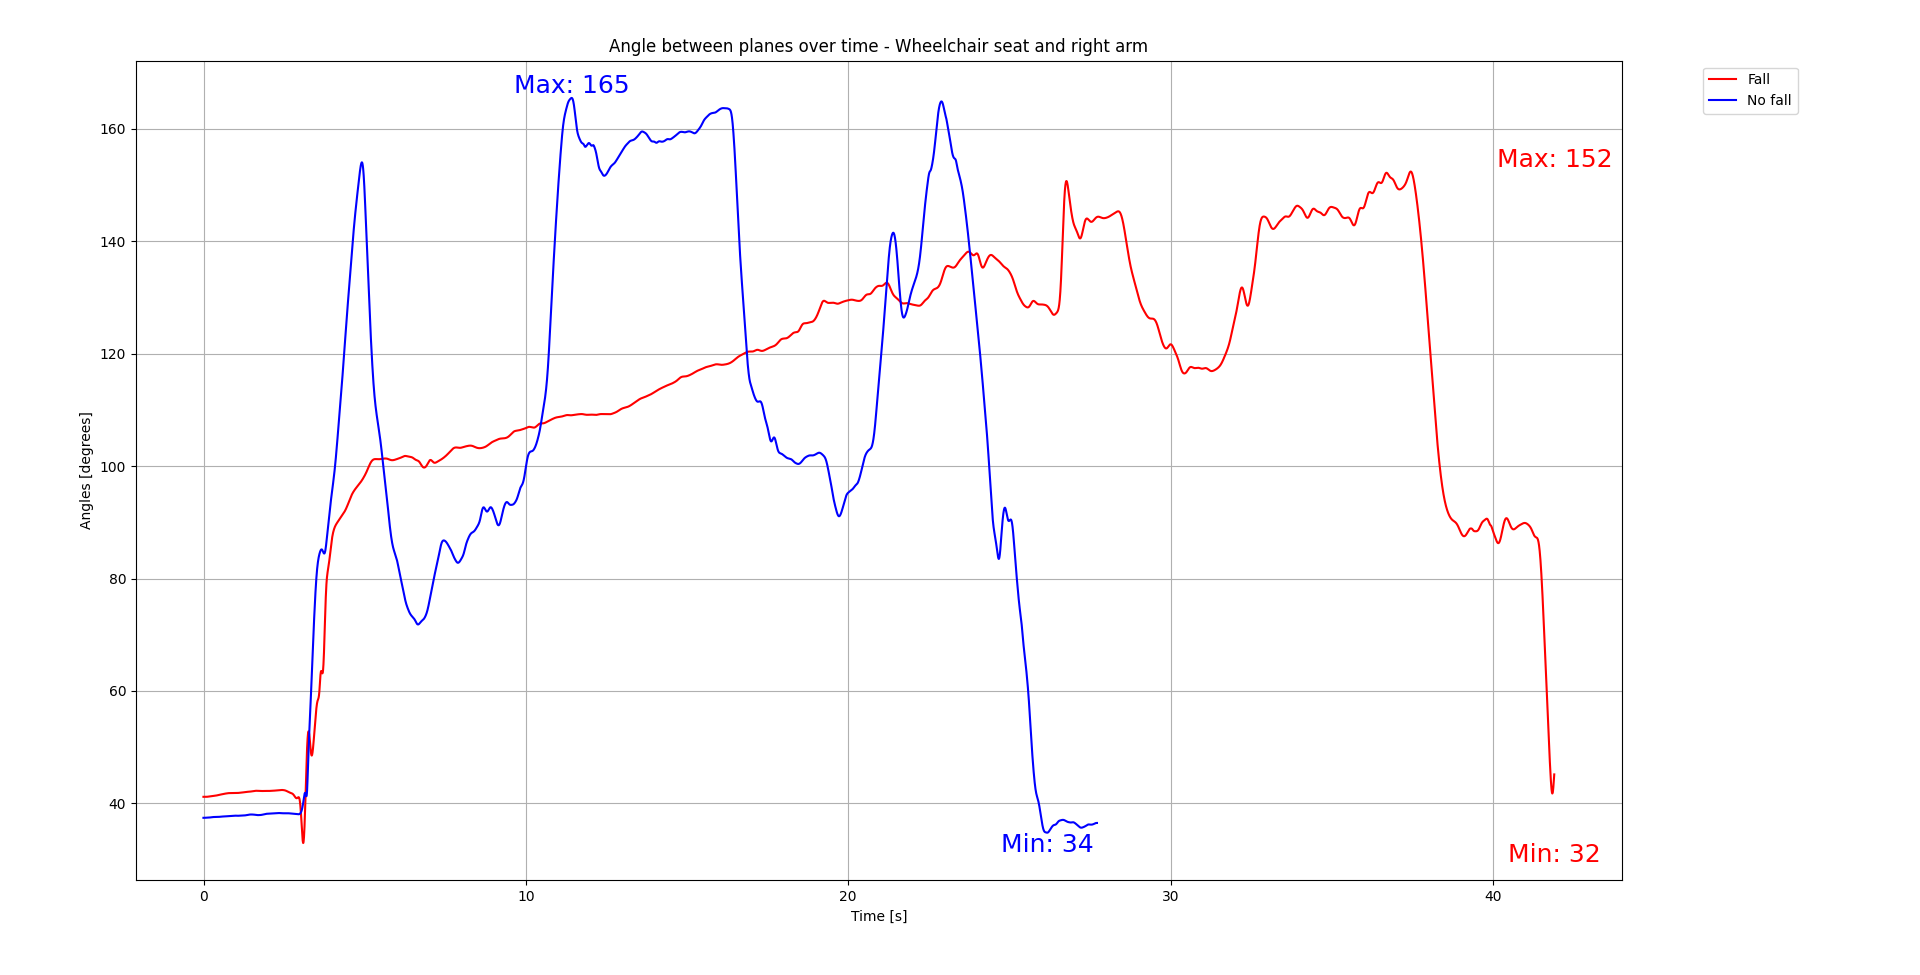 Angle between planes over time - Wheelchair seat and right arm
Max: 165
Max: 152
Fall
No fall
Angles [degrees]
160
140
120
100
80
60
40
Min: 34
Min: 32
0
10
20
30
40
Time [s]